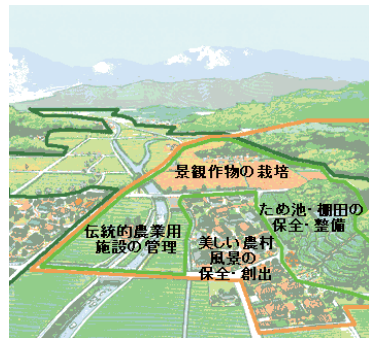 景観作物の栽培
ため池・棚田の
保全・整備
伝統的農業用
施設の管理
美しい農村
風景の
保全・創出